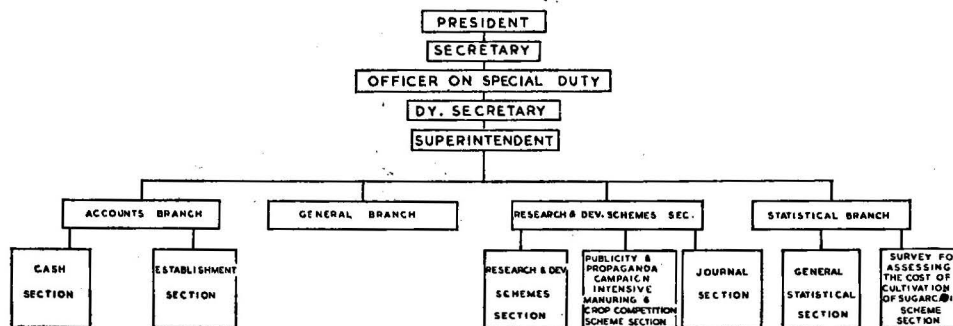 PRESIDENT
SECRETARY
OFFICER ON SPECIAL DUTY
DY. SECRETARY
SUPERINTENDENT
ACCOUNTS BRANCH
GENERAL BRANCH
RESEARCH & DEV. SCHEMES SEC.
STATISTICAL BRANCH
CASH
SECTION
ESTABLISHMENT
SECTION
RESEARCH & DEV
SCHEMES
SECTION
PUBLICITY &
PROPAGANDA
CAMPAIGN
INTENSIVE
MANURING &
CROP COMPETITION
SCHEME SECTION
JOURNAL
SECTION
GENERAL
STATISTICAL
SECTION
SURVEY FO
ASSESSING
THE COST OF
CULTIVATION
OF
SCHEME
SECTION